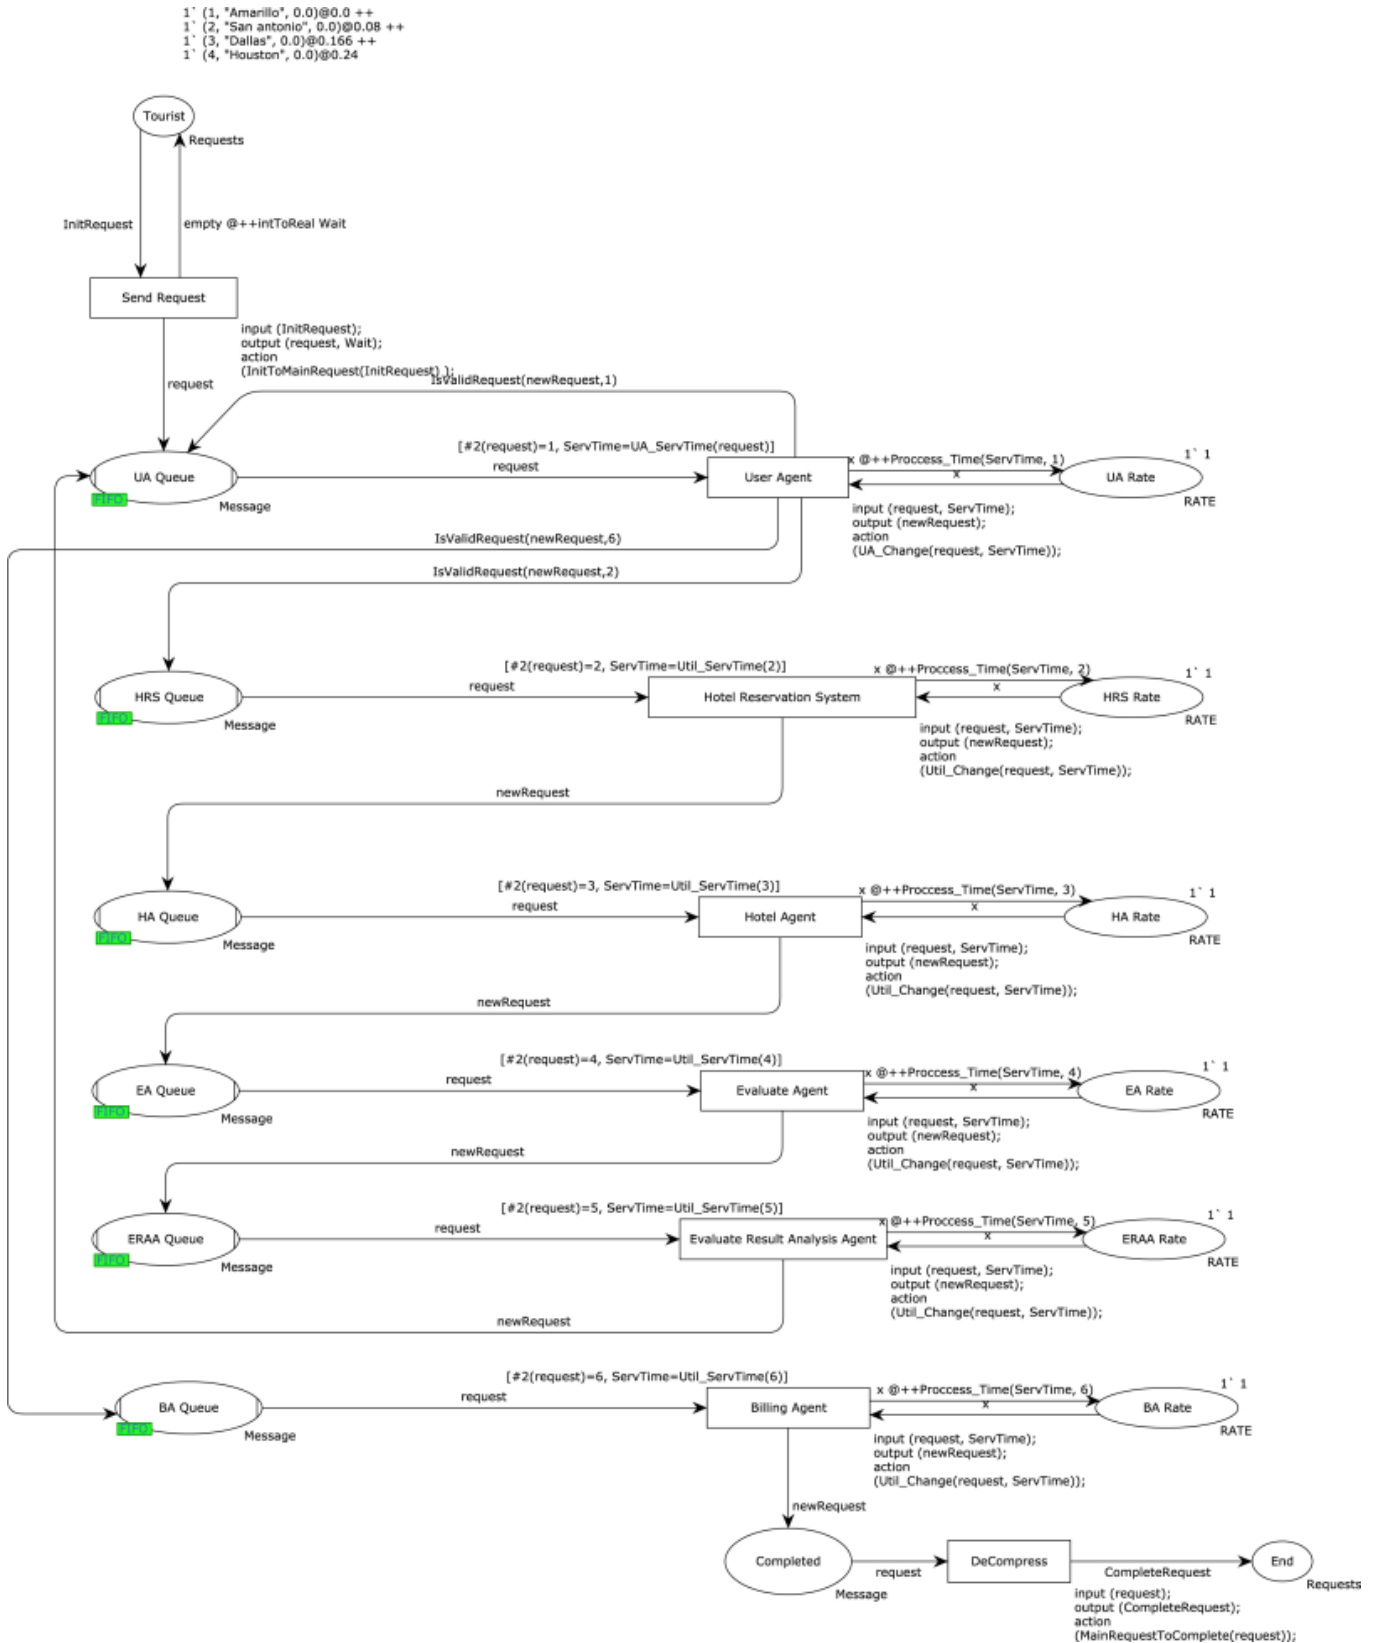 1` (1, "Amarillo", 0.0)@0.0 ++
1` (2, "San antonio", 0.0)@0.08 ++
1` (3, "Dallas", 0.0)@0.166 ++
1` (4, "Houston", 0.0)@0.24
Tourist
Requests
InitRequest
empty @++intToReal Wait
Send Request
input (InitRequest);
output (request, Wait);
action
(InitToMainRequest(InitRequest) );
request
IsValidRequest(newRequest,1)
[#2(request)=1, ServTime=UA_ServTime(request)]
request
x @++Proccess_Time(ServTime, 1)
x
1` 1
UA Queue
FIFO
Message
User Agent
UA Rate
RATE
input (request, ServTime);
output (newRequest);
action
(UA_Change(request, ServTime));
IsValidRequest(newRequest,6)
IsValidRequest(newRequest,2)
[#2(request)=2, ServTime=Util_ServTime(2)]
request
x @++Proccess_Time(ServTime, 2)
x
1` 1
HRS Queue
FIFO
Message
Hotel Reservation System
HRS Rate
RATE
input (request, ServTime);
output (newRequest);
action
(Util_Change(request, ServTime));
newRequest
[#2(request)=3, ServTime=Util_ServTime(3)]
request
x @++Proccess_Time(ServTime, 3)
x
1` 1
HA Queue
FIFO
Message
Hotel Agent
HA Rate
RATE
input (request, ServTime);
output (newRequest);
action
(Util_Change(request, ServTime));
newRequest
[#2(request)=4, ServTime=Util_ServTime(4)]
request
x @++Proccess_Time(ServTime, 4)
x
1` 1
EA Queue
FIFO
Message
Evaluate Agent
EA Rate
RATE
input (request, ServTime);
output (newRequest);
action
(Util_Change(request, ServTime));
newRequest
[#2(request)=5, ServTime=Util_ServTime(5)]
request
x @++Proccess_Time(ServTime, 5)
x
1` 1
ERAA Queue
FIFO
Message
Evaluate Result Analysis Agent
ERAA Rate
RATE
input (request, ServTime);
output (newRequest);
action
(Util_Change(request, ServTime));
newRequest
[#2(request)=6, ServTime=Util_ServTime(6)]
request
x @++Proccess_Time(ServTime, 6)
x
1` 1
BA Queue
FIFO
Message
Billing Agent
BA Rate
RATE
input (request, ServTime);
output (newRequest);
action
(Util_Change(request, ServTime));
newRequest
Completed
Message
request
DeCompress
CompleteRequest
End
Requests
input (request);
output (CompleteRequest);
action
(MainRequestToComplete(request));